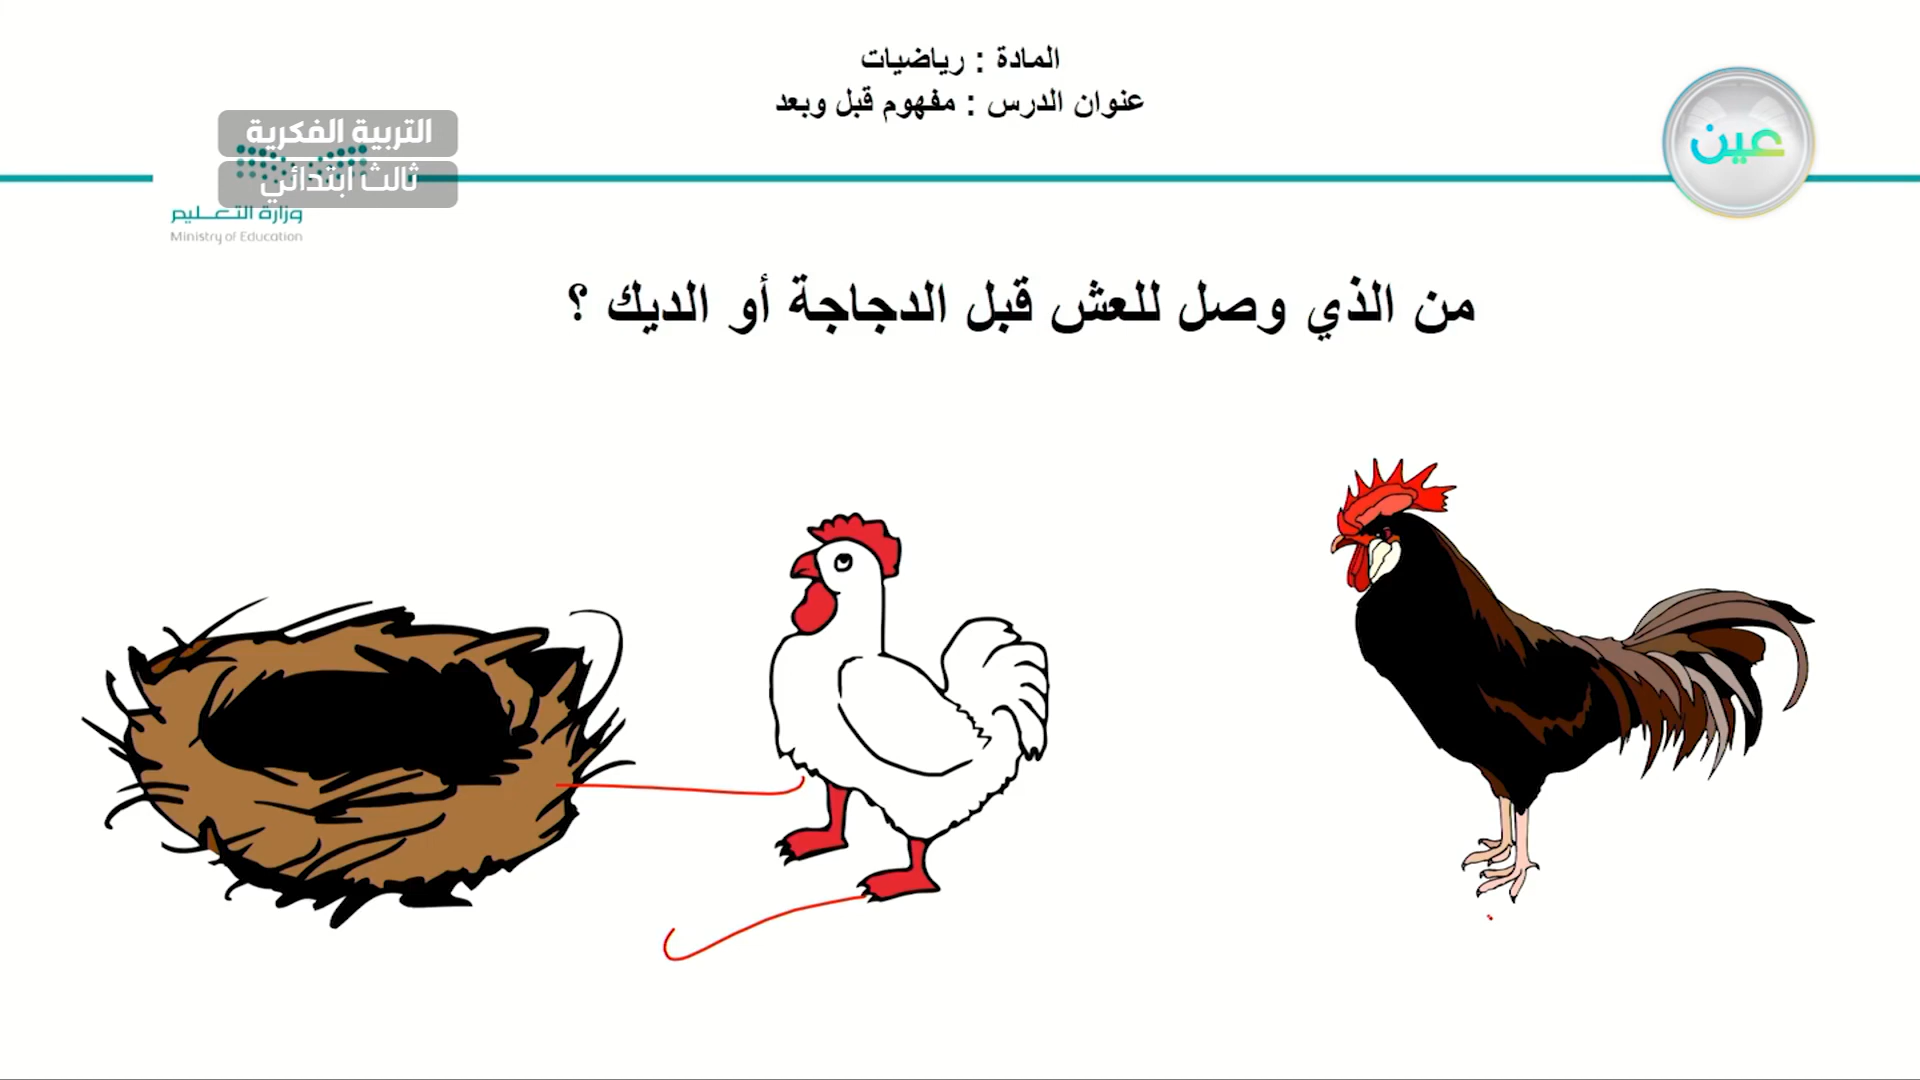 المادة : رياضيات
عنوان الدرس : مفهوم قبل وبعد
عين
التربية الفكرية
ثالث ابتدائي
وزارة التعـــليم
Ministry of Education
من الذي وصل للعش قبل الدجاجة أو الديك ؟